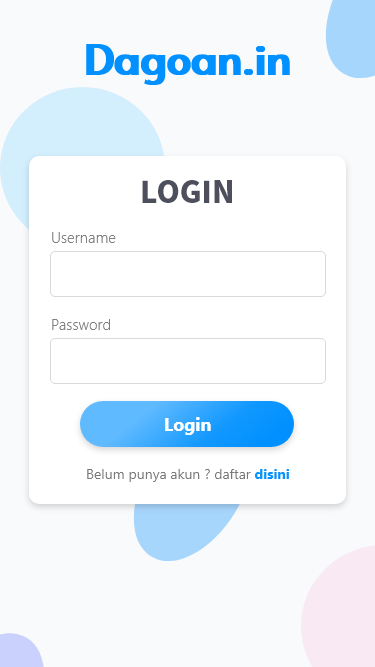 Dagoan.in
LOGIN
Username
Password
Login
Belum punya akun ? daftar disini